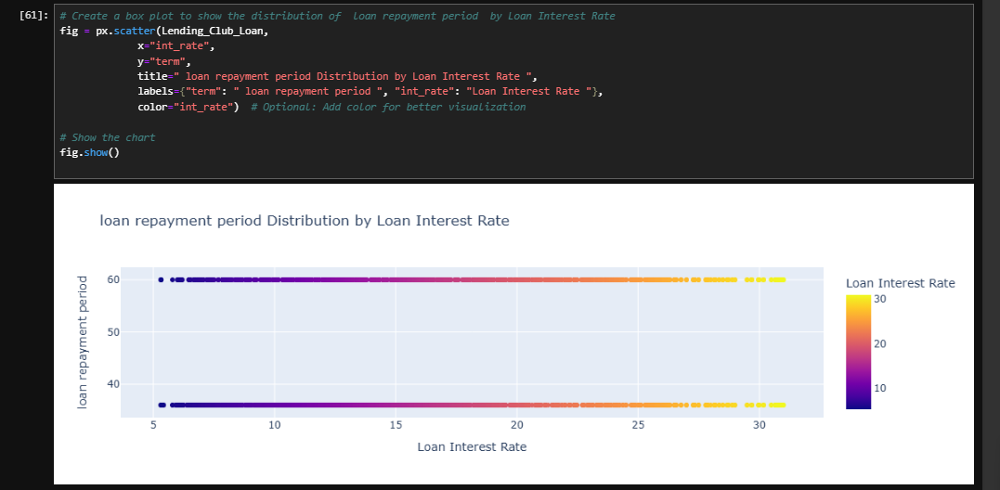 [61]: # Create a box plot to show the distribution of  loan repayment period  by Loan Interest Rate
fig = px.scatter(Lending_Club_Loan,
x="int_rate",
y="term",
title=" loan repayment period Distribution by Loan Interest Rate ",
labels={"term": " loan repayment period ", "int_rate": "Loan Interest Rate "},
color="int_rate")  # Optional: Add color for better visualization
# Show the chart
fig.show()
loan repayment period Distribution by Loan Interest Rate
loan repayment period
60
50
40
5 10 15 20 25 30
Loan Interest Rate
Loan Interest Rate
30
20
10